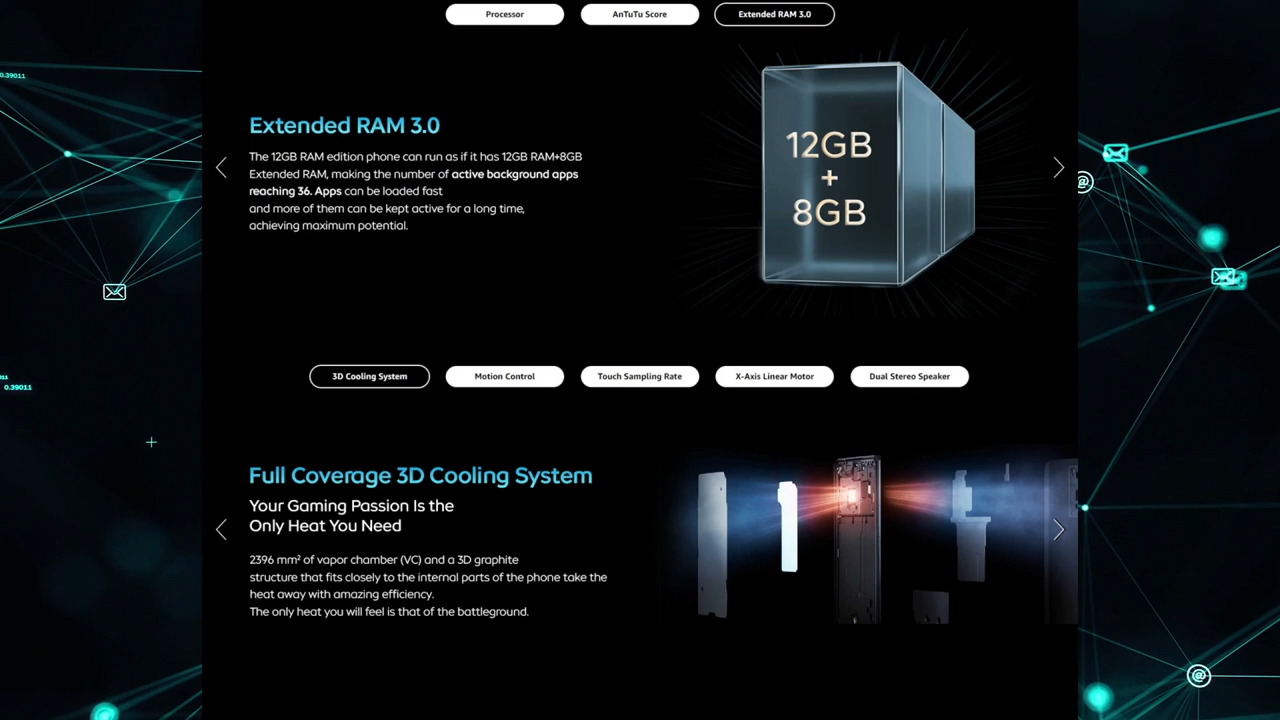 Processor
AnTuTu Score
Extended RAM 3.0
0.39011
Extended RAM 3.0
12GB
+
8GB
The 12GB RAM edition phone can run as if it has 12GB RAM+8GB
Extended RAM, making the number of active background apps
reaching 36. Apps can be loaded fast
and more of them can be kept active for a long time,
achieving maximum potential.
3D Cooling System
Motion Control
Touch Sampling Rate
X-Axis Linear Motor
Dual Stereo Speaker
0.39011
Full Coverage 3D Cooling System
Your Gaming Passion Is the
Only Heat You Need
2396 mm² of vapor chamber (VC) and a 3D graphite
structure that fits closely to the internal parts of the phone take the
heat away with amazing efficiency.
The only heat you will feel is that of the battleground.